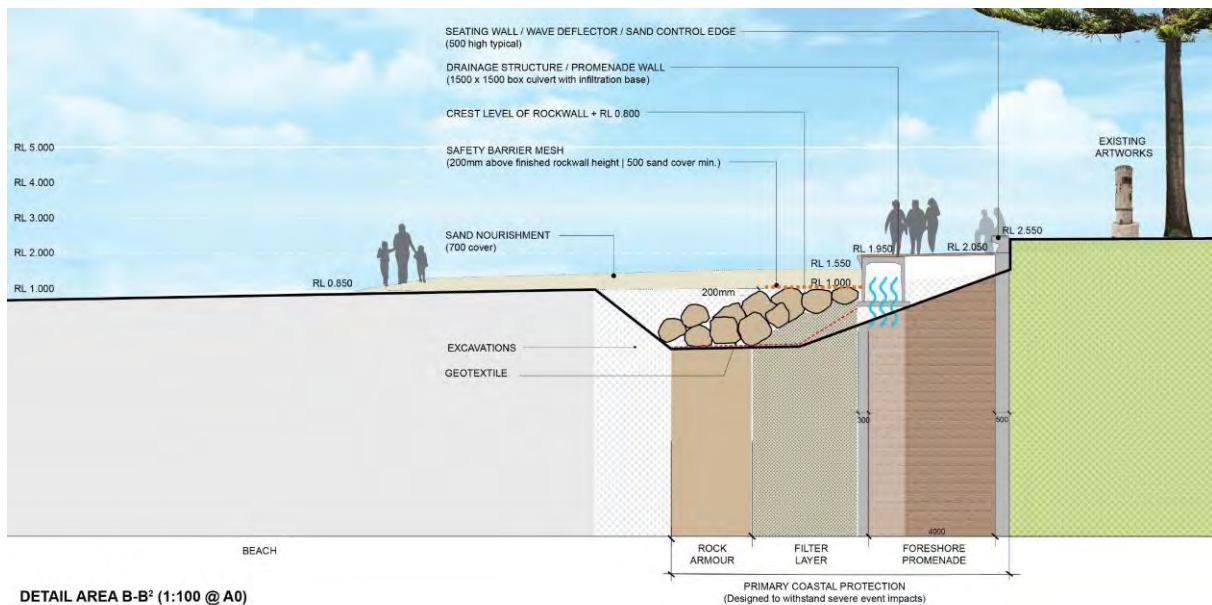 SEATING WALL / WAVE DEFLECTOR / SAND CONTROL EDGE
(500 high typical)
DRAINAGE STRUCTURE / PROMENADE WALL
(1500 x 1500 box culvert with infiltration base)
CREST LEVEL OF ROCKWALL + RL 0.800
SAFETY BARRIER MESH
(200mm above finished rockwall height | 500 sand cover min.)
EXISTING
ARTWORKS
RL 5.000
RL 4.000
RL 3.000
RL 2.000
RL 1.000
SAND NOURISHMENT
(700 cover)
RL 0.850
RL 2.550
RL 1.950
RL 2.050
RL 1.550
RL 1.000
200mm
EXCAVATIONS
GEOTEXTILE
300
500
4000
BEACH
ROCK
ARMOUR
FILTER
LAYER
FORESHORE
PROMENADE
PRIMARY COASTAL PROTECTION
(Designed to withstand severe event impacts)
DETAIL AREA B-B² (1:100 @ A0)